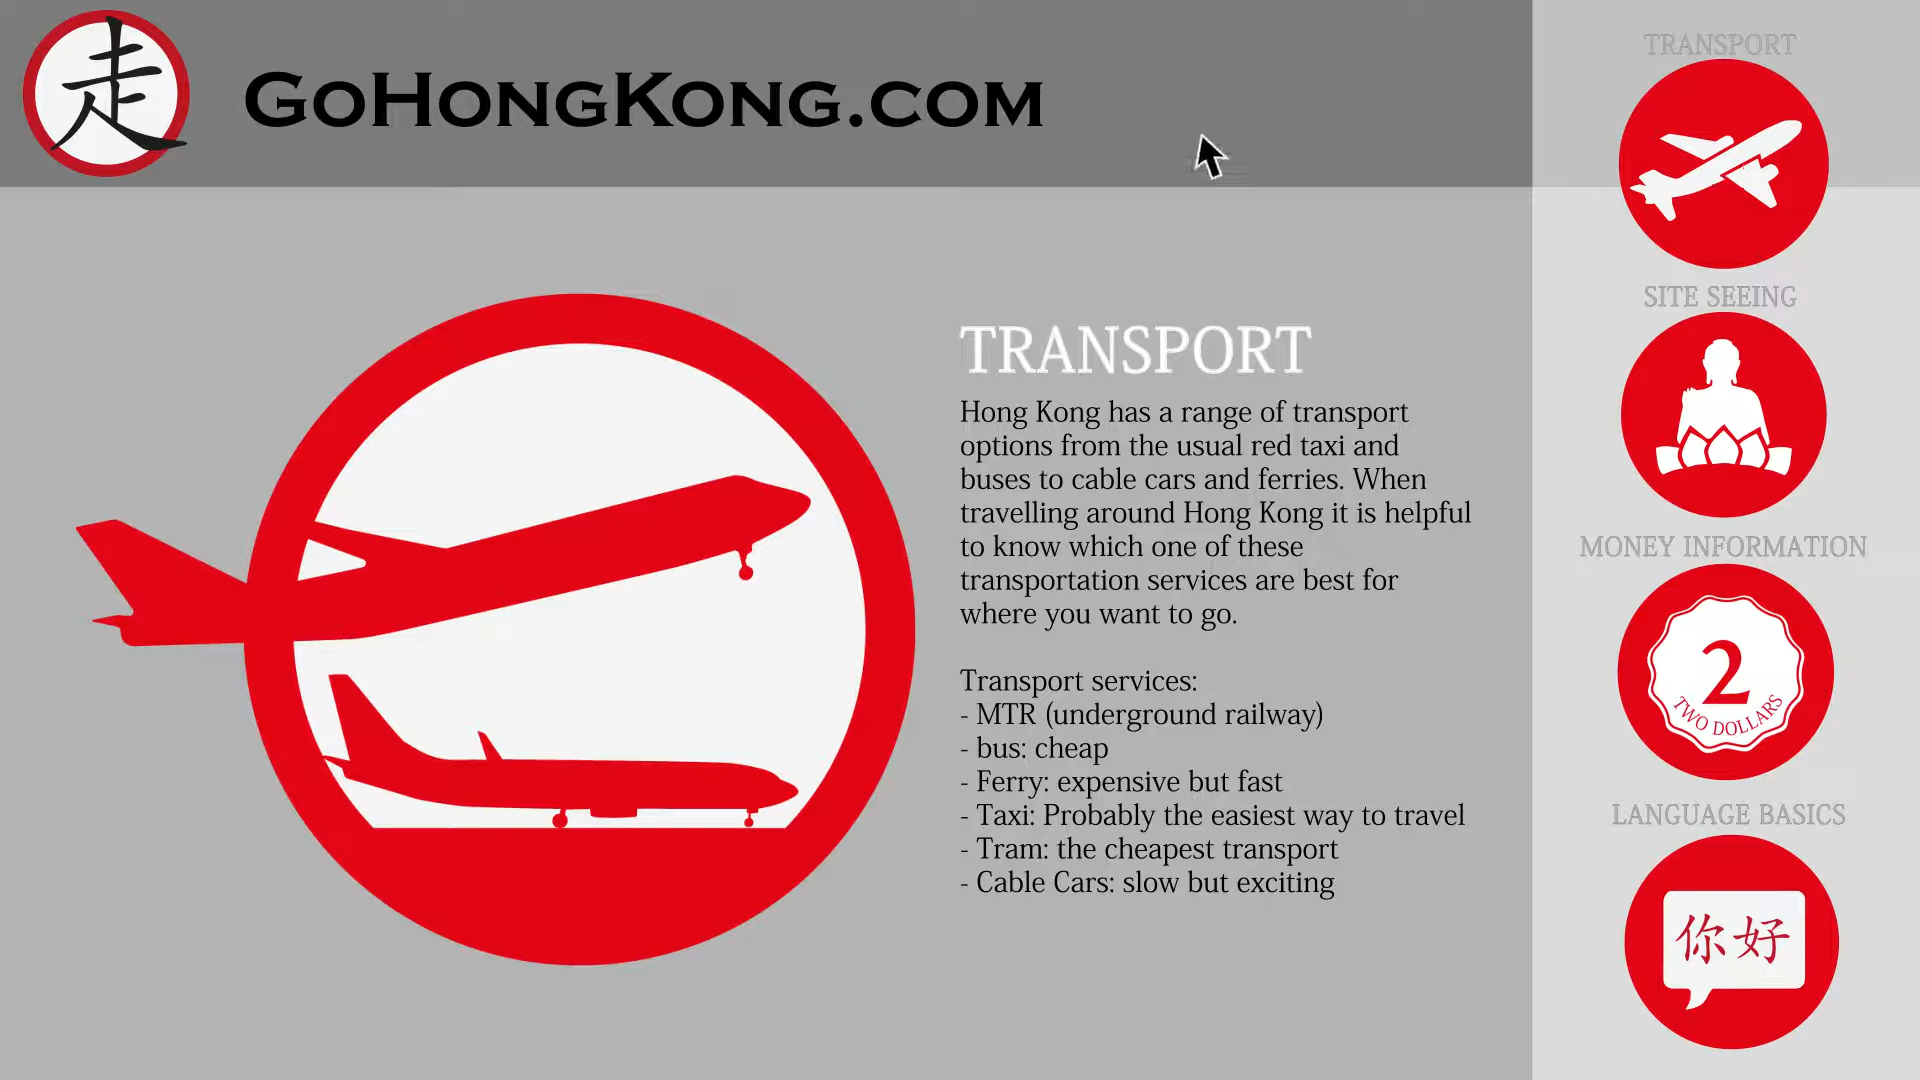 走
GoHongKong.com
TRANSPORT
Hong Kong has a range of transport
options from the usual red taxi and
buses to cable cars and ferries. When
travelling around Hong Kong it is helpful
to know which one of these
transportation services are best for
where you want to go.
Transport services:
- MTR (underground railway)
- bus: cheap
- Ferry: expensive but fast
- Taxi: Probably the easiest way to travel
- Tram: the cheapest transport
- Cable Cars: slow but exciting
TRANSPORT
SITE SEEING
MONEY INFORMATION
2
TWO DOLLARS
LANGUAGE BASICS
你好